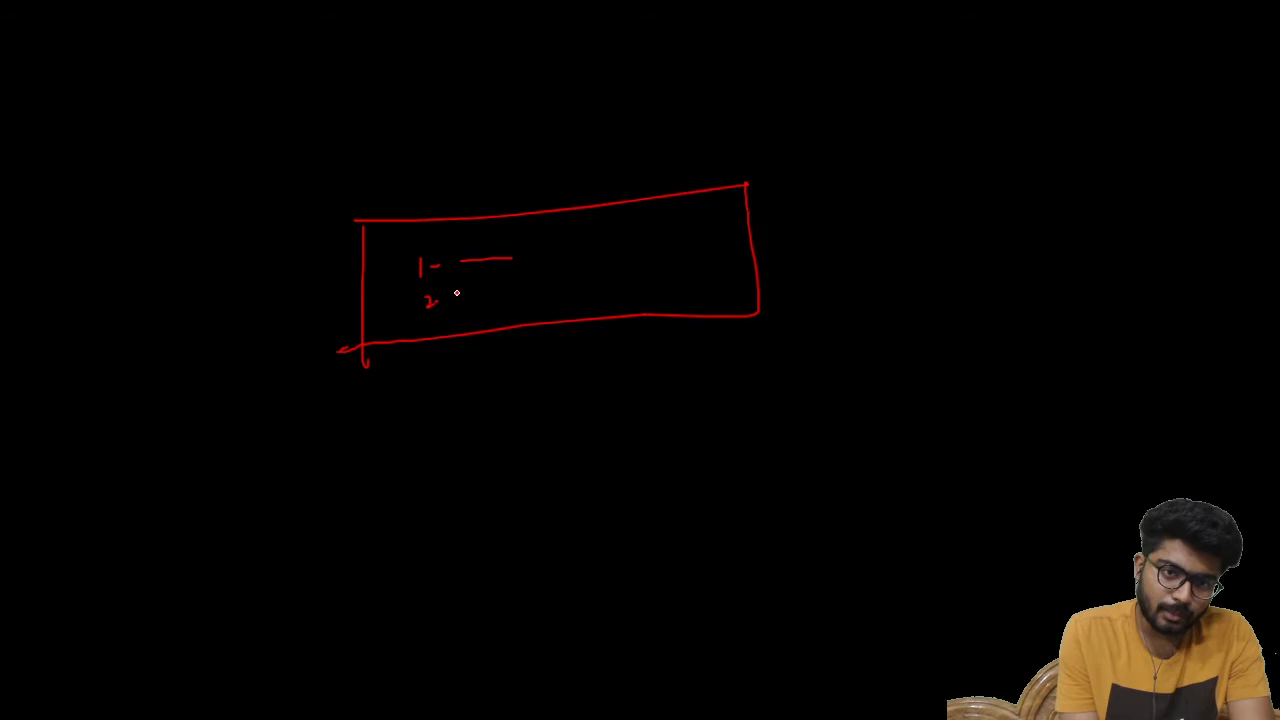 1- —
2.